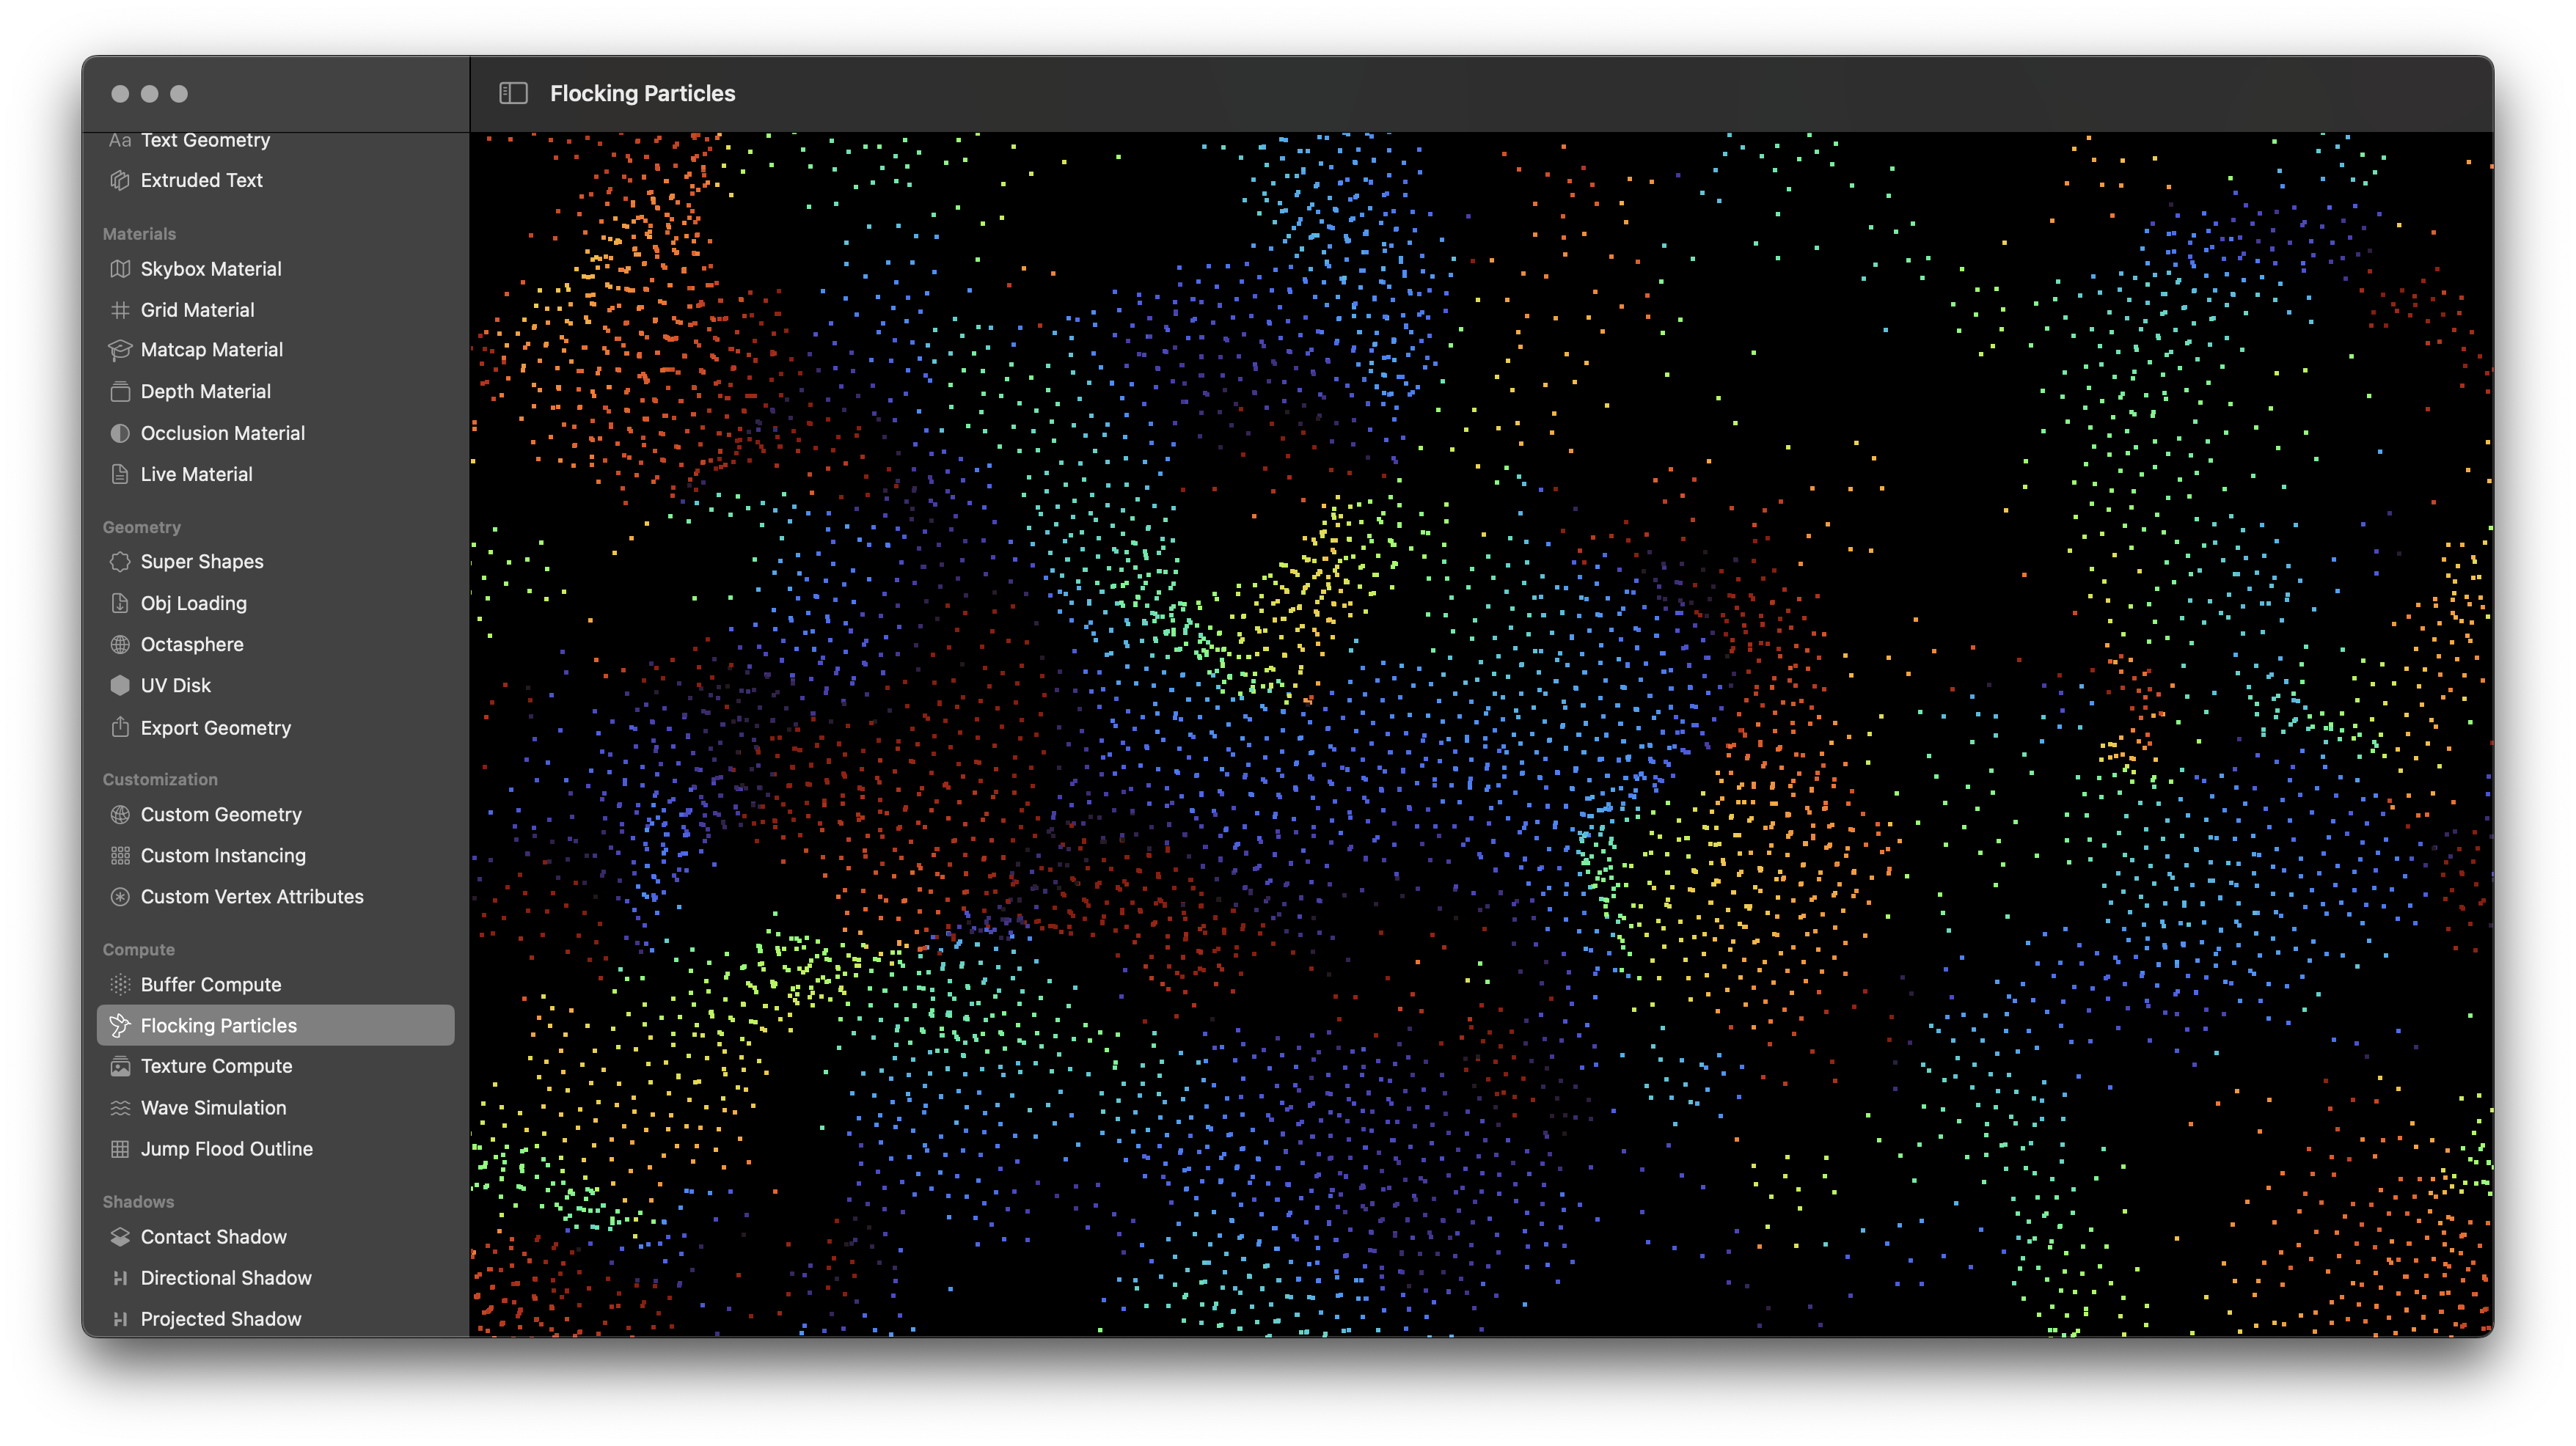 Flocking Particles
Aa Text Geometry
Extruded Text
Materials
Skybox Material
Grid Material
Matcap Material
Depth Material
Occlusion Material
Live Material
Geometry
Super Shapes
Obj Loading
Octasphere
UV Disk
Export Geometry
Customization
Custom Geometry
Custom Instancing
Custom Vertex Attributes
Compute
Buffer Compute
Flocking Particles
Texture Compute
Wave Simulation
Jump Flood Outline
Shadows
Contact Shadow
Directional Shadow
Projected Shadow